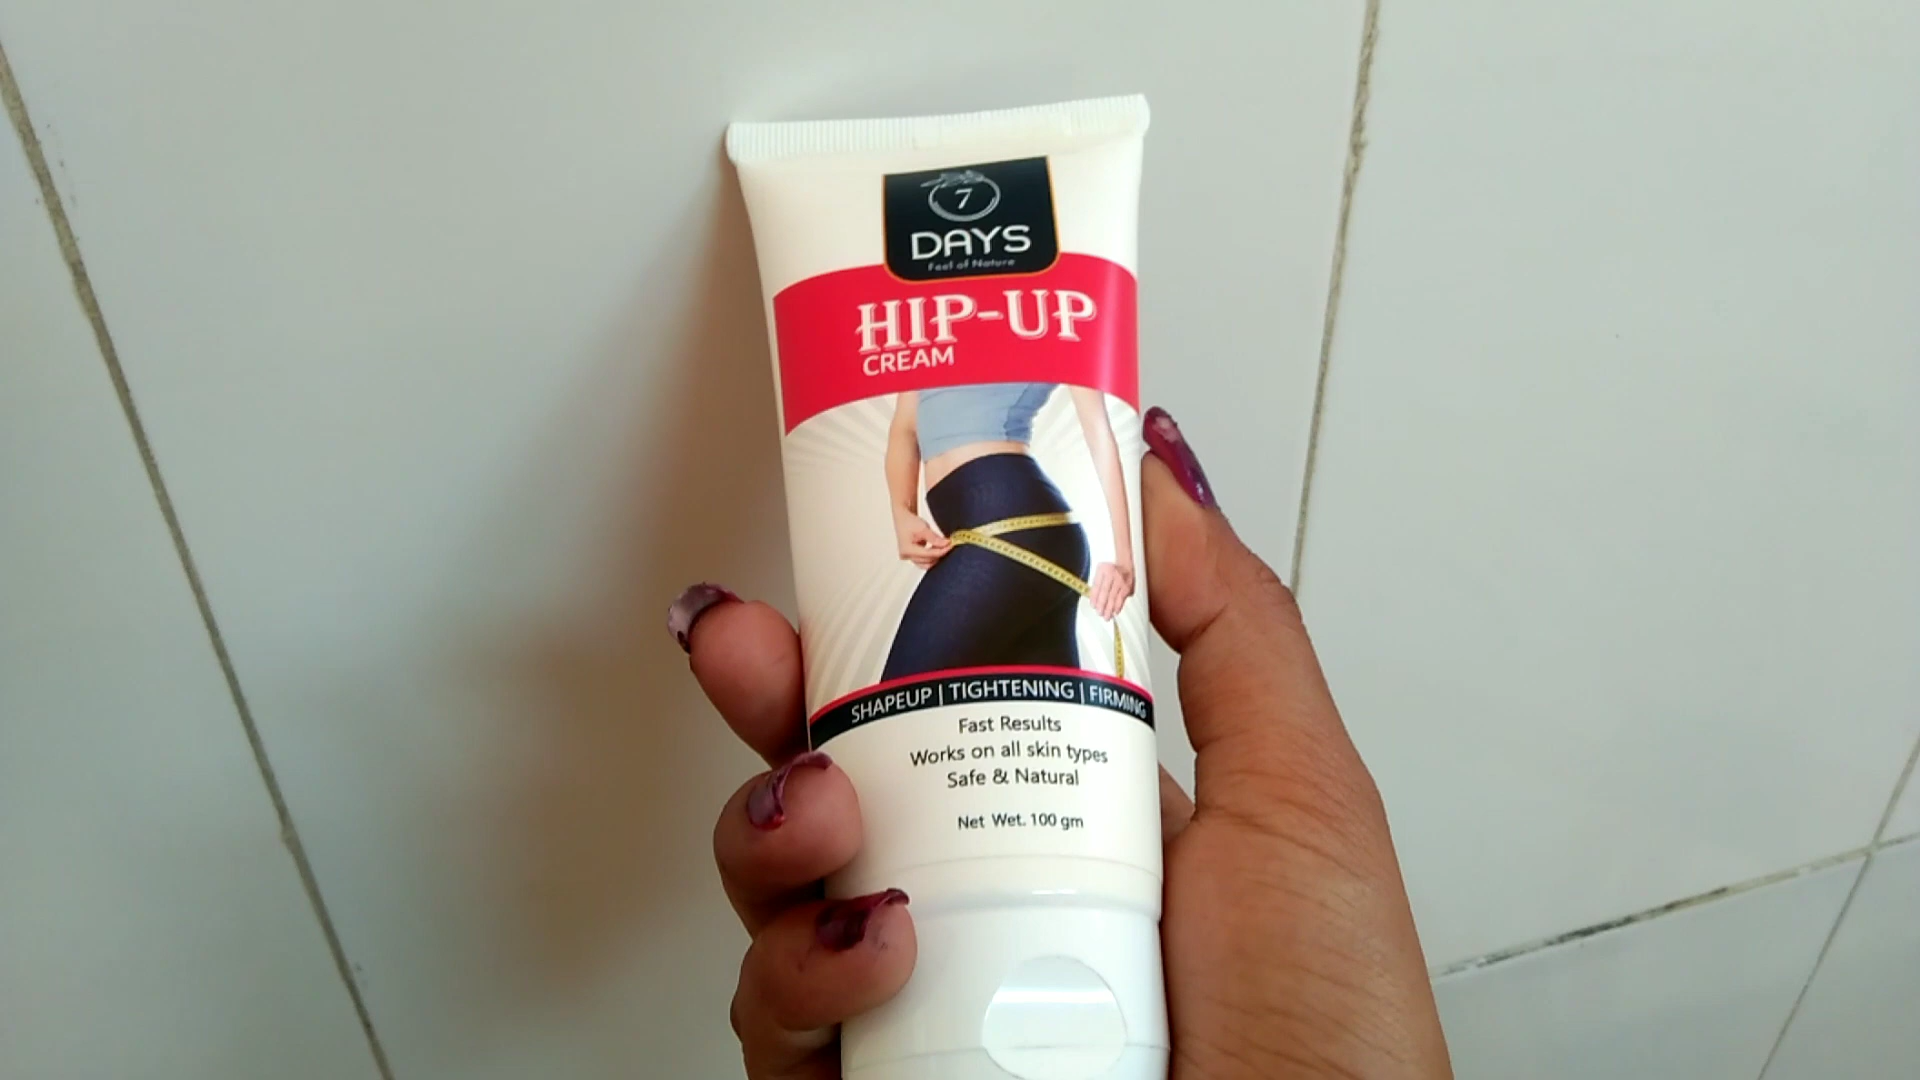 7
DAYS
Feel of Nature
HIP-UP
CREAM
SHAPEUP | TIGHTENING | FIRMING
Fast Results
Works on all skin types
Safe & Natural
Net Wet. 100 gm